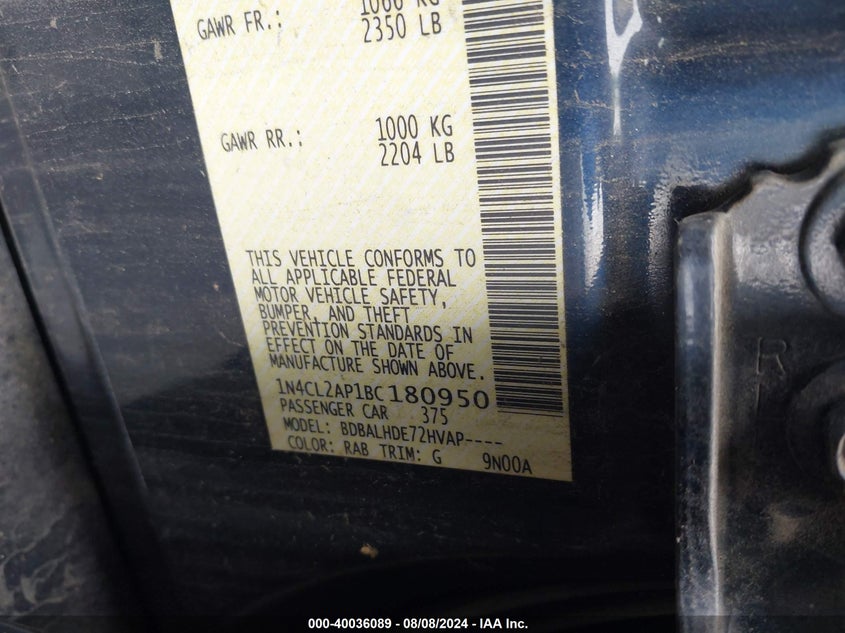 GAWR FR.: 1066 KG
2350 LB
GAWR RR.: 1000 KG
2204 LB
THIS VEHICLE CONFORMS TO
ALL APPLICABLE FEDERAL
MOTOR VEHICLE SAFETY,
BUMPER, AND THEFT
PREVENTION STANDARDS IN
EFFECT ON THE DATE OF
MANUFACTURE SHOWN ABOVE.
1N4CL2AP1BC180950
PASSENGER CAR 375
MODEL: BDBALHDE72HVAP----
COLOR: RAB TRIM: G 9N00A
R
000-40036089 - 08/08/2024 - IAA Inc.